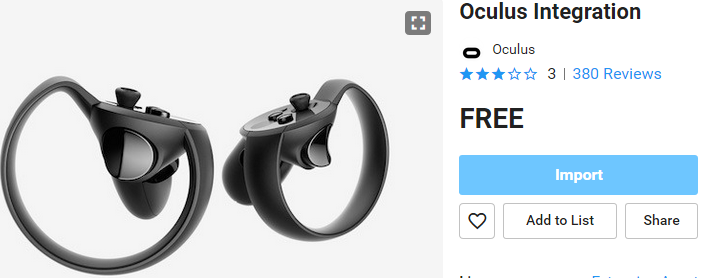 Oculus Integration
Oculus
3 | 380 Reviews
FREE
Import
Add to List
Share